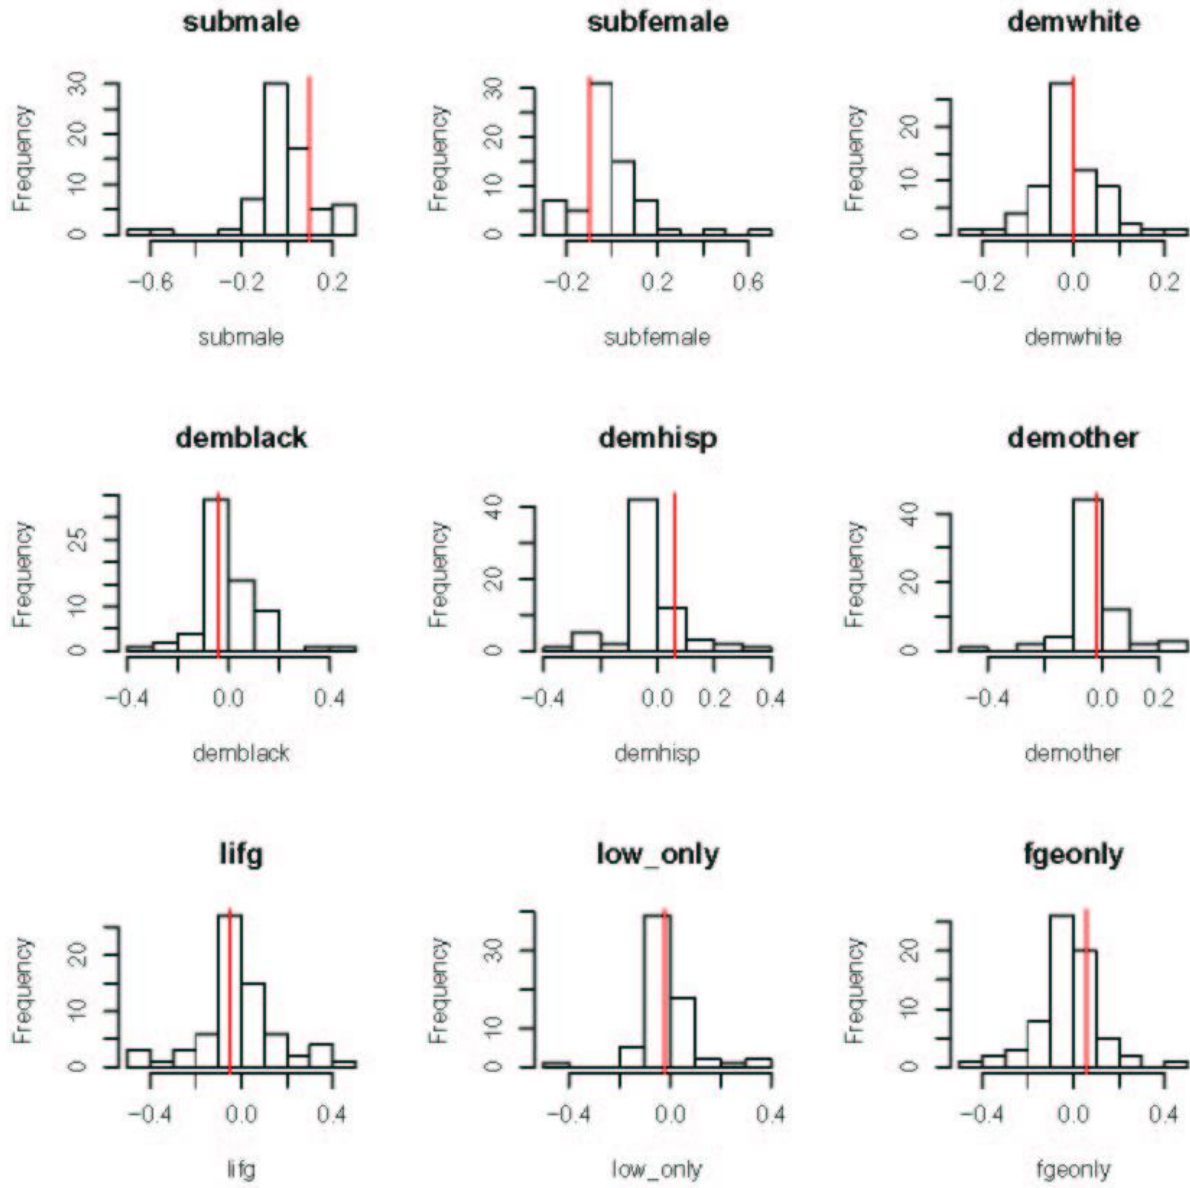 submale subfemale demwhite
Frequency 0 10 20 30 Frequency 0 10 20 30 Frequency 0 10 20
−0.6 −0.2 0.2 −0.2 0.2 0.6 −0.2 0.0 0.2
submale subfemale demwhite
demblack demhisp demother
Frequency 0 10 25 Frequency 0 20 40 Frequency 0 20 40
−0.4 0.0 0.4 −0.4 0.0 0.2 0.4 −0.4 0.0 0.2
demblack demhisp demother
lifg low_only fgeonly
Frequency 0 10 20 Frequency 0 10 30 Frequency 0 10 20
−0.4 0.0 0.4 −0.4 0.0 0.4 −0.4 0.0 0.4
lifg low_only fgeonly